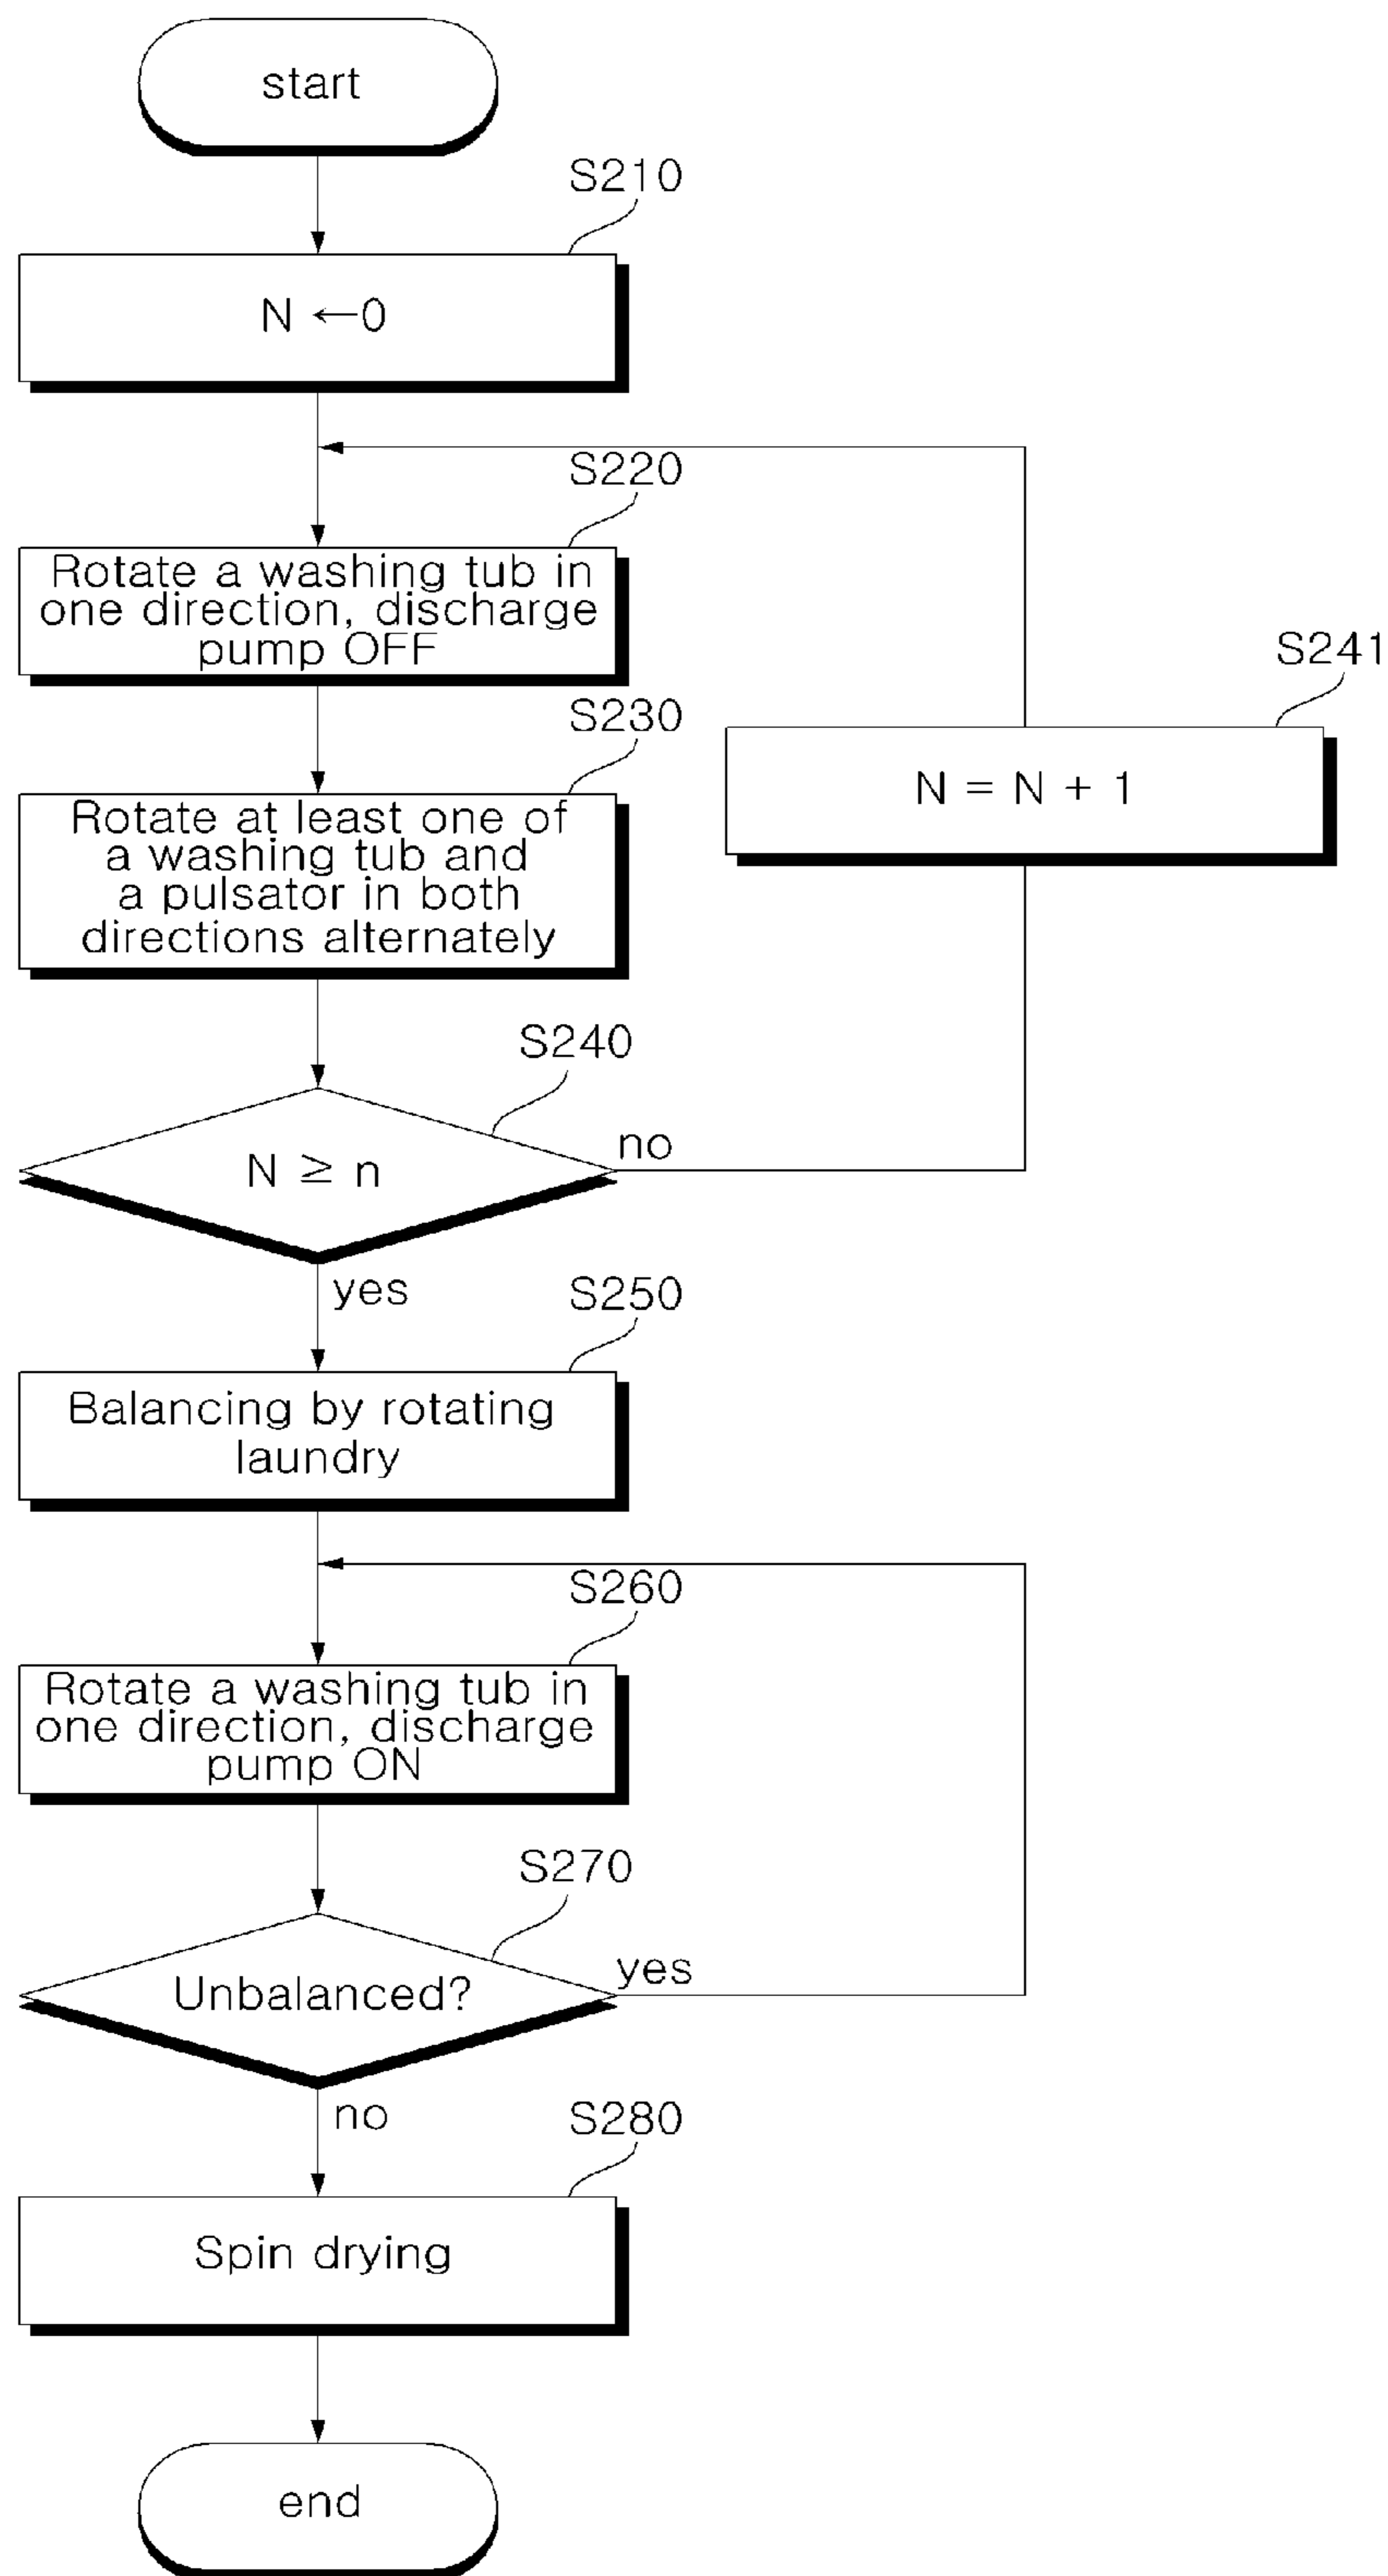 start
S210
N ←0
S220
Rotate a washing tub in
one direction, discharge
pump OFF
S241
N = N + 1
S230
Rotate at least one of
a washing tub and
a pulsator in both
directions alternately
S240
N ≥ n
no
yes
S250
Balancing by rotating
laundry
S260
Rotate a washing tub in
one direction, discharge
pump ON
S270
Unbalanced?
yes
no
S280
Spin drying
end